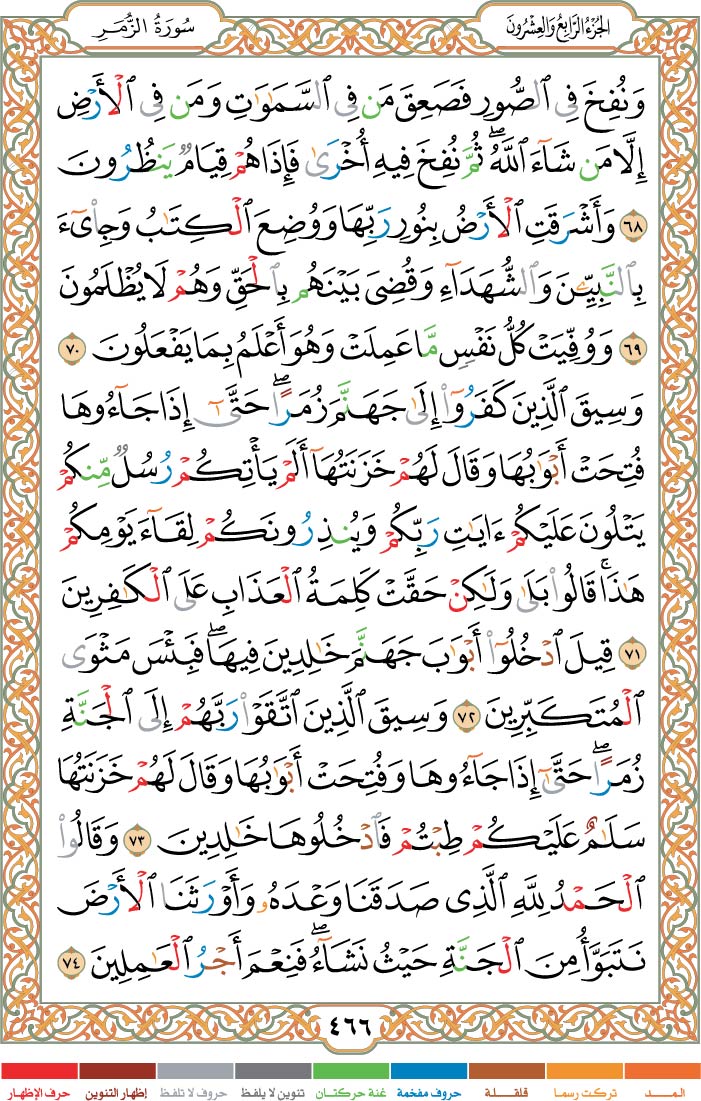 سُورَةُ الزُّمَر
الجُزْءُ الرَّابِعُ وَالعِشْرُونَ
وَنُفِخَ فِى ٱلصُّورِ فَصَعِقَ مَن فِى ٱلسَّمَٰوَٰتِ وَمَن فِى ٱلْأَرْضِ
إِلَّا مَن شَآءَ ٱللَّهُۖ ثُمَّ نُفِخَ فِيهِ أُخْرَىٰ فَإِذَا هُمْ قِيَامٌ يَنظُرُونَ
٦٨ وَأَشْرَقَتِ ٱلْأَرْضُ بِنُورِ رَبِّهَا وَوُضِعَ ٱلْكِتَٰبُ وَجِا۟ىٓءَ
بِٱلنَّبِيِّۦنَ وَٱلشُّهَدَآءِ وَقُضِىَ بَيْنَهُم بِٱلْحَقِّ وَهُمْ لَا يُظْلَمُونَ
٦٩ وَوُفِّيَتْ كُلُّ نَفْسٍ مَّا عَمِلَتْ وَهُوَ أَعْلَمُ بِمَا يَفْعَلُونَ ٧٠
وَسِيقَ ٱلَّذِينَ كَفَرُوٓا۟ إِلَىٰ جَهَنَّمَ زُمَرًاۖ حَتَّىٰٓ إِذَا جَآءُوهَا
فُتِحَتْ أَبْوَٰبُهَا وَقَالَ لَهُمْ خَزَنَتُهَآ أَلَمْ يَأْتِكُمْ رُسُلٌ مِّنكُمْ
يَتْلُونَ عَلَيْكُمْ ءَايَٰتِ رَبِّكُمْ وَيُنذِرُونَكُمْ لِقَآءَ يَوْمِكُمْ
هَٰذَاۚ قَالُوا۟ بَلَىٰ وَلَٰكِنْ حَقَّتْ كَلِمَةُ ٱلْعَذَابِ عَلَى ٱلْكَٰفِرِينَ
٧١ قِيلَ ٱدْخُلُوٓا۟ أَبْوَٰبَ جَهَنَّمَ خَٰلِدِينَ فِيهَاۖ فَبِئْسَ مَثْوَى
ٱلْمُتَكَبِّرِينَ ٧٢ وَسِيقَ ٱلَّذِينَ ٱتَّقَوْا۟ رَبَّهُمْ إِلَى ٱلْجَنَّةِ
زُمَرًاۖ حَتَّىٰٓ إِذَا جَآءُوهَا وَفُتِحَتْ أَبْوَٰبُهَا وَقَالَ لَهُمْ خَزَنَتُهَا
سَلَٰمٌ عَلَيْكُمْ طِبْتُمْ فَٱدْخُلُوهَا خَٰلِدِينَ ٧٣ وَقَالُوا۟
ٱلْحَمْدُ لِلَّهِ ٱلَّذِى صَدَقَنَا وَعْدَهُۥ وَأَوْرَثَنَا ٱلْأَرْضَ
نَتَبَوَّأُ مِنَ ٱلْجَنَّةِ حَيْثُ نَشَآءُۖ فَنِعْمَ أَجْرُ ٱلْعَٰمِلِينَ ٧٤
٤٦٦
المـــد تركت رسما قلقلة حروف مفخمة غنة حركتان تنوين لا يلفظ حروف لا تلفظ إظهار التنوين حرف الإظهار